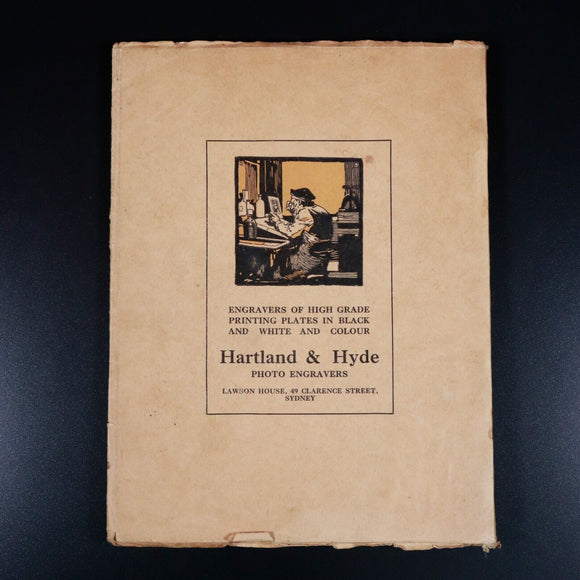 ENGRAVERS OF HIGH GRADE
PRINTING PLATES IN BLACK
AND WHITE AND COLOUR
Hartland & Hyde
PHOTO ENGRAVERS
LAWSON HOUSE, 49 CLARENCE STREET,
SYDNEY